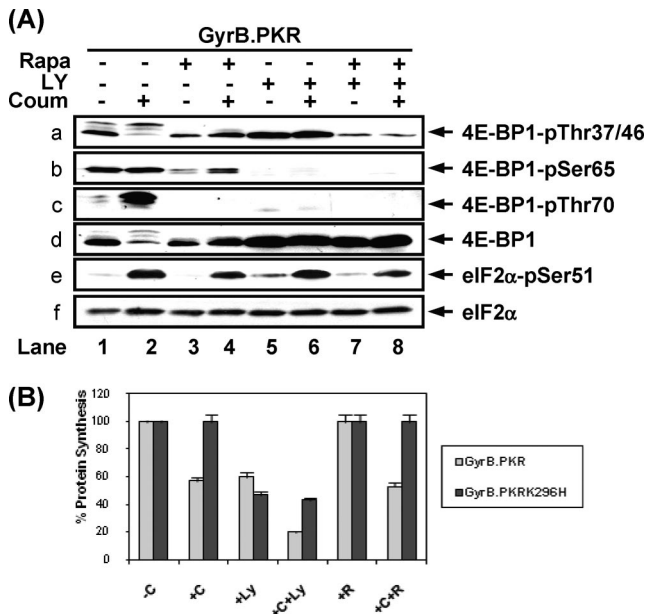 (A)
GyrB.PKR
Rapa - - + + - - + +
LY - - - - + + + +
Coum - + - + - + - +
a 4E-BP1-pThr37/46
b 4E-BP1-pSer65
c 4E-BP1-pThr70
d 4E-BP1
e eIF2α-pSer51
f eIF2α
Lane 1 2 3 4 5 6 7 8
(B)
% Protein Synthesis
120
100
80
60
40
20
0
-C +C +Ly +C+Ly +R +C+R
GyrB.PKR
GyrB.PKRK296H